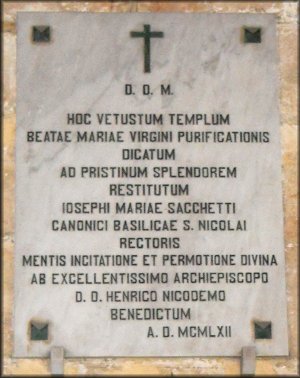 D. O. M.
HOC VETUSTUM TEMPLUM
BEATAE MARIAE VIRGINI PURIFICATIONIS
DICATUM
AD PRISTINUM SPLENDOREM
RESTITUTUM
IOSEPHI MARIAE SACCHETTI
CANONICI BASILICAE S. NICOLAI
RECTORIS
MENTIS INCITATIONE ET PERMOTIONE DIVINA
AB EXCELLENTISSIMO ARCHIEPISCOPO
D. D. HENRICO NICODEMO
BENEDICTUM
A. D. MCMLXII